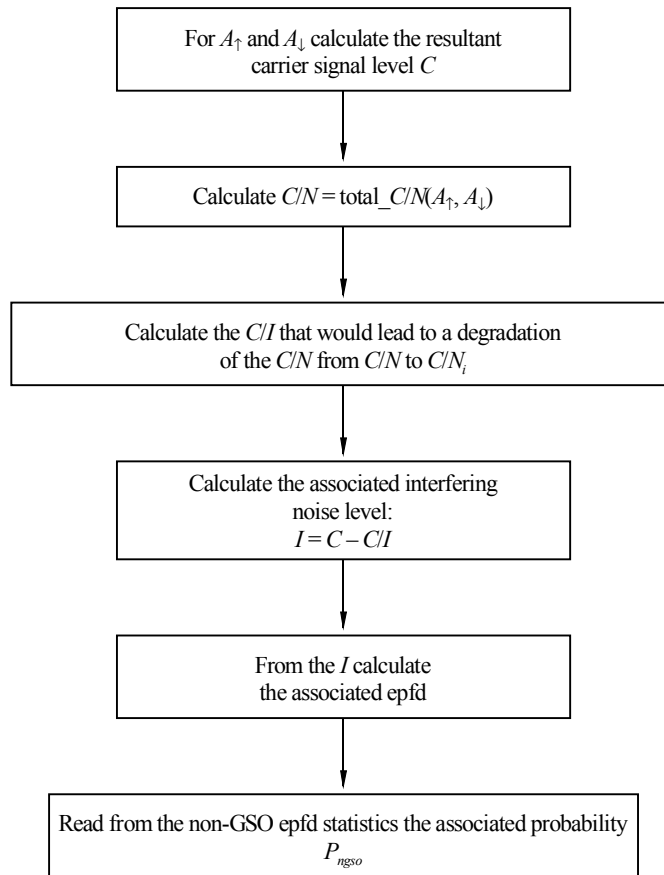 For A↑ and A↓ calculate the resultant
carrier signal level C
Calculate C/N = total_C/N(A↑, A↓)
Calculate the C/I that would lead to a degradation
of the C/N from C/N to C/Ni
Calculate the associated interfering
noise level:
I = C – C/I
From the I calculate
the associated epfd
Read from the non-GSO epfd statistics the associated probability
Pngso